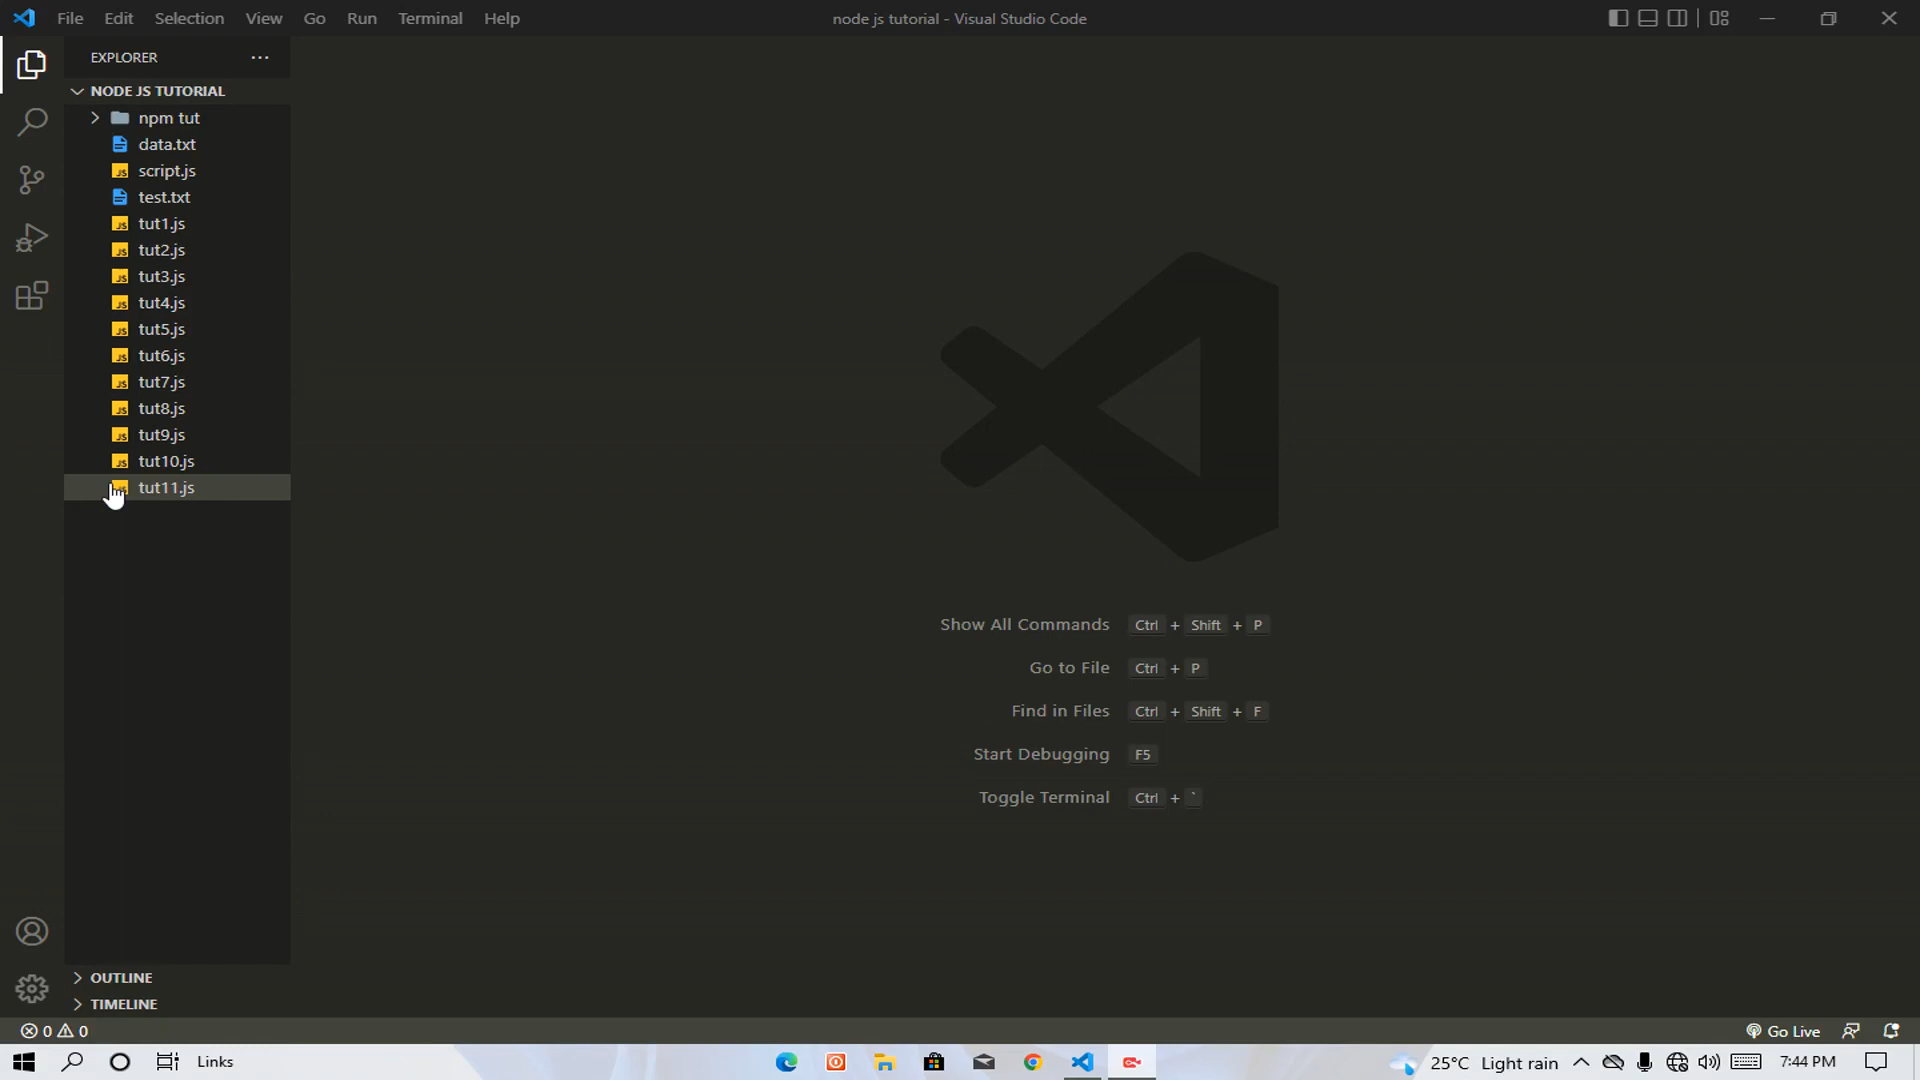 File Edit Selection View Go Run Terminal Help
node js tutorial - Visual Studio Code
EXPLORER
NODE JS TUTORIAL
npm tut
data.txt
script.js
test.txt
tut1.js
tut2.js
tut3.js
tut4.js
tut5.js
tut6.js
tut7.js
tut8.js
tut9.js
tut10.js
tut11.js
Show All Commands Ctrl + Shift + P
Go to File Ctrl + P
Find in Files Ctrl + Shift + F
Start Debugging F5
Toggle Terminal Ctrl + `
OUTLINE
TIMELINE
0 0
Go Live
Links
25°C Light rain
7:44 PM